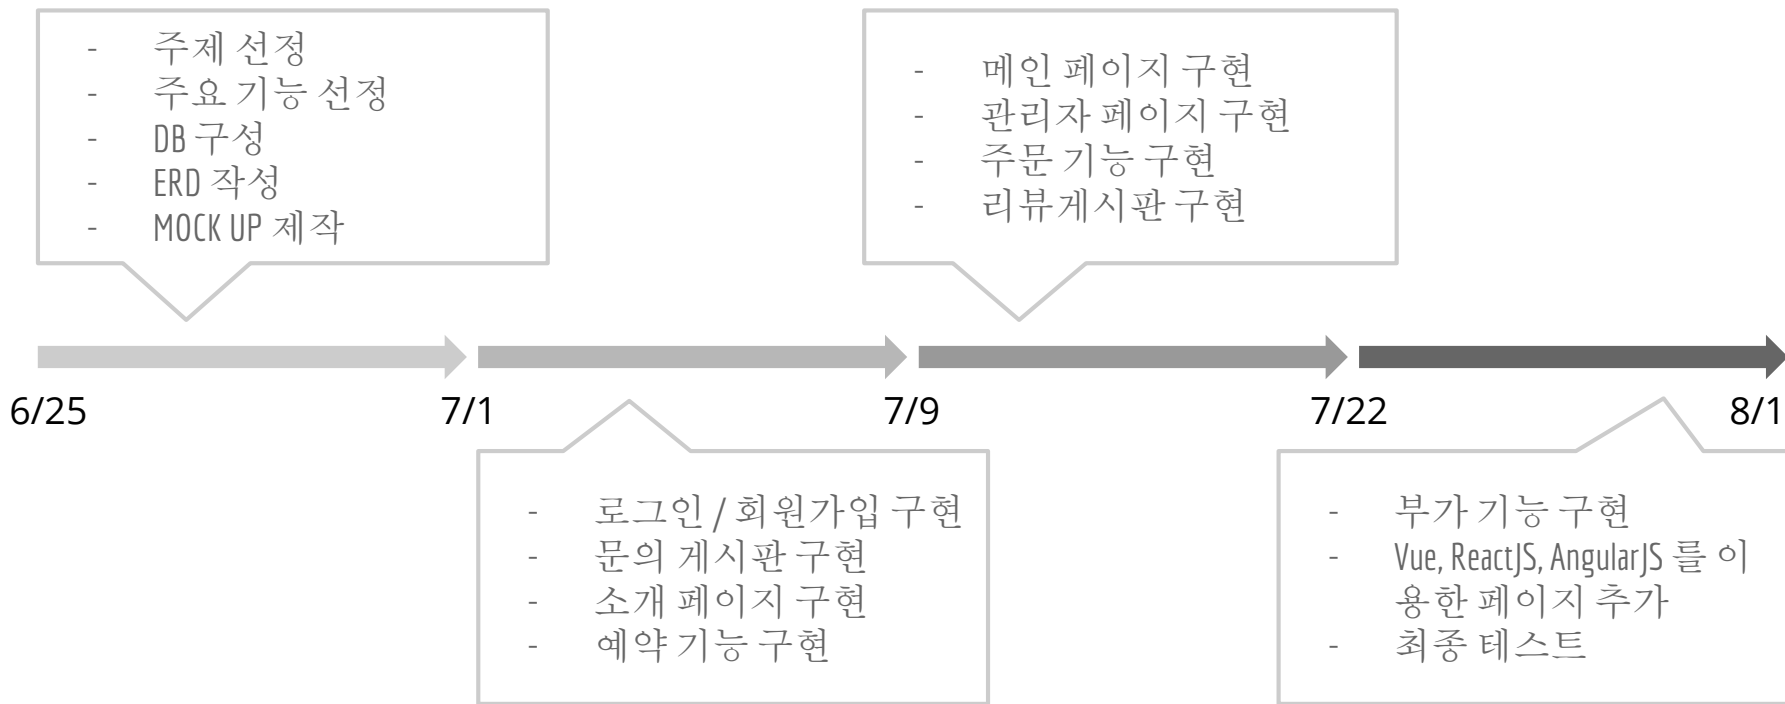 - 주제 선정
- 주요 기능 선정
- DB 구성
- ERD 작성
- MOCK UP 제작
- 메인 페이지 구현
- 관리자 페이지 구현
- 주문 기능 구현
- 리뷰게시판 구현
6/25
7/1
7/9
7/22
8/1
- 로그인 / 회원가입 구현
- 문의 게시판 구현
- 소개 페이지 구현
- 예약 기능 구현
- 부가 기능 구현
- Vue, ReactJS, AngularJS 를 이
용한 페이지 추가
- 최종 테스트